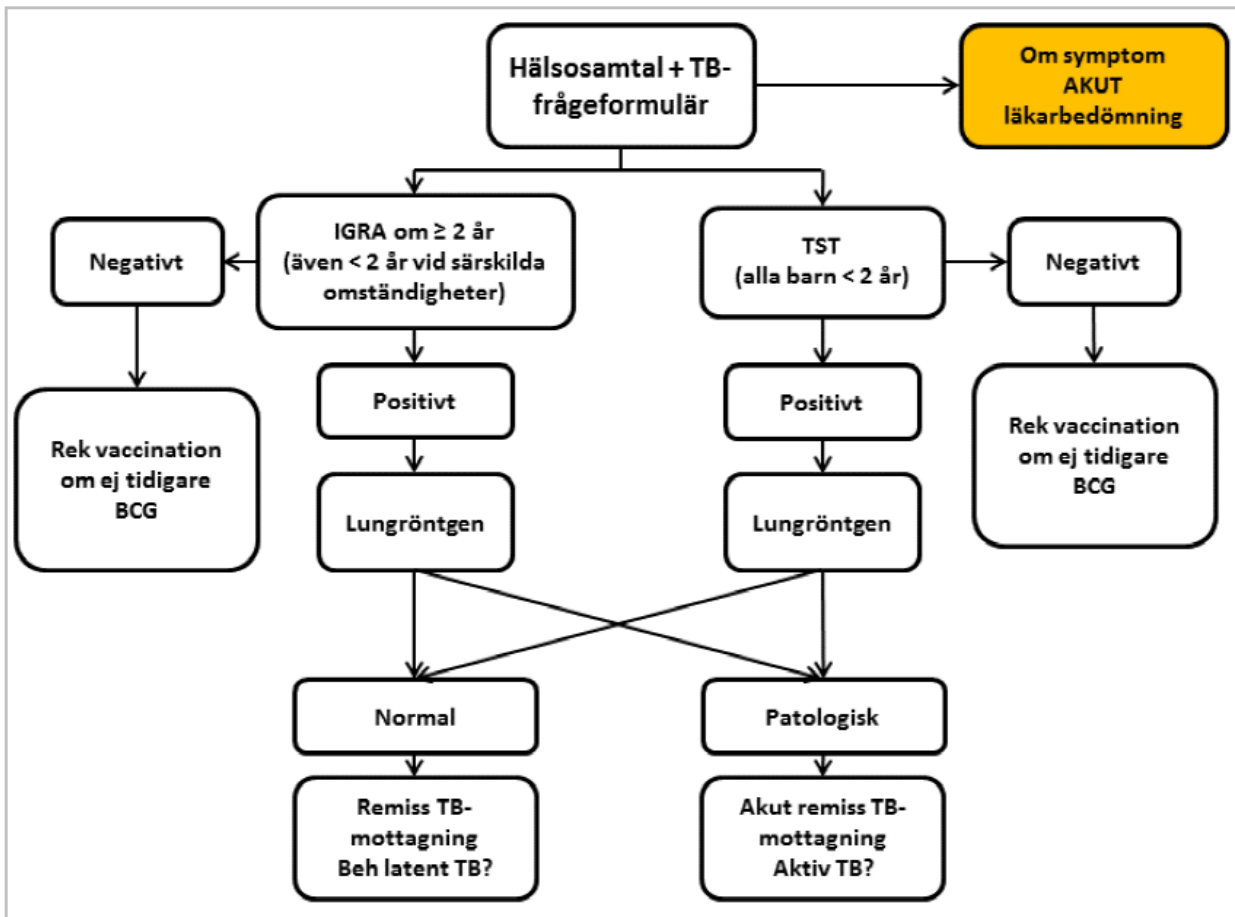 Hälsosamtal + TB-
frågeformulär
Om symptom
AKUT
läkarbedömning
Negativt
IGRA om ≥ 2 år
(även < 2 år vid särskilda
omständigheter)
TST
(alla barn < 2 år)
Negativt
Rek vaccination
om ej tidigare
BCG
Positivt
Positivt
Rek vaccination
om ej tidigare
BCG
Lungröntgen
Lungröntgen
Normal
Patologisk
Remiss TB-
mottagning
Beh latent TB?
Akut remiss TB-
mottagning
Aktiv TB?